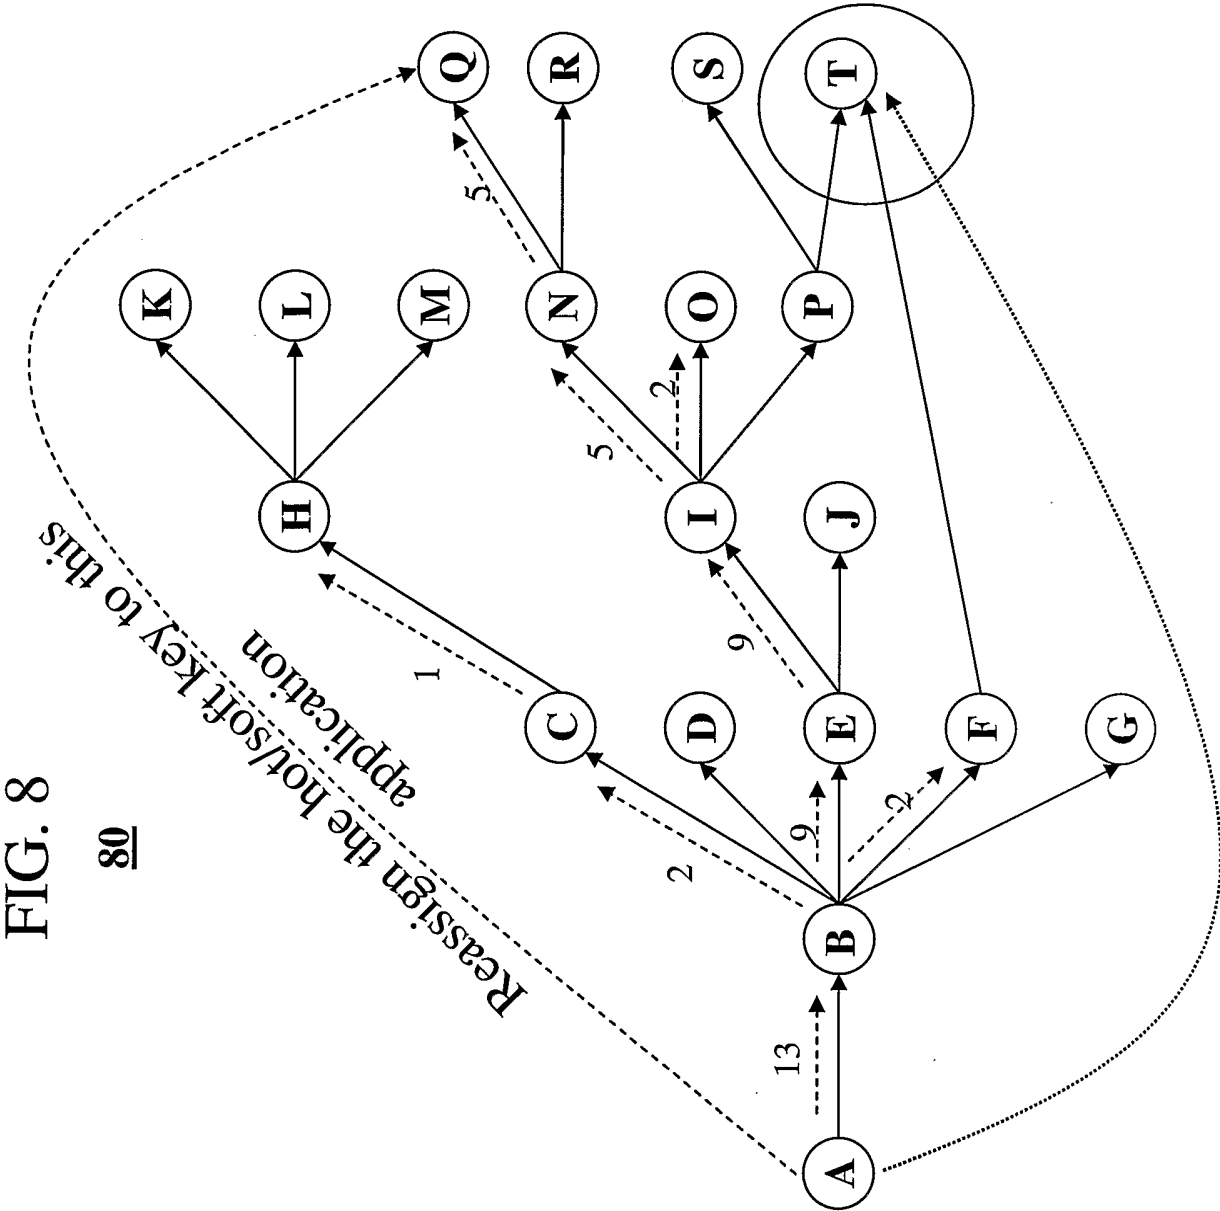 FIG. 8
80
Reassign the hot/soft key to this
application
A
13
B
2
9
2
C
D
E
F
G
1
9
H
I
J
5
2
K
L
M
N
O
P
5
Q
R
S
T